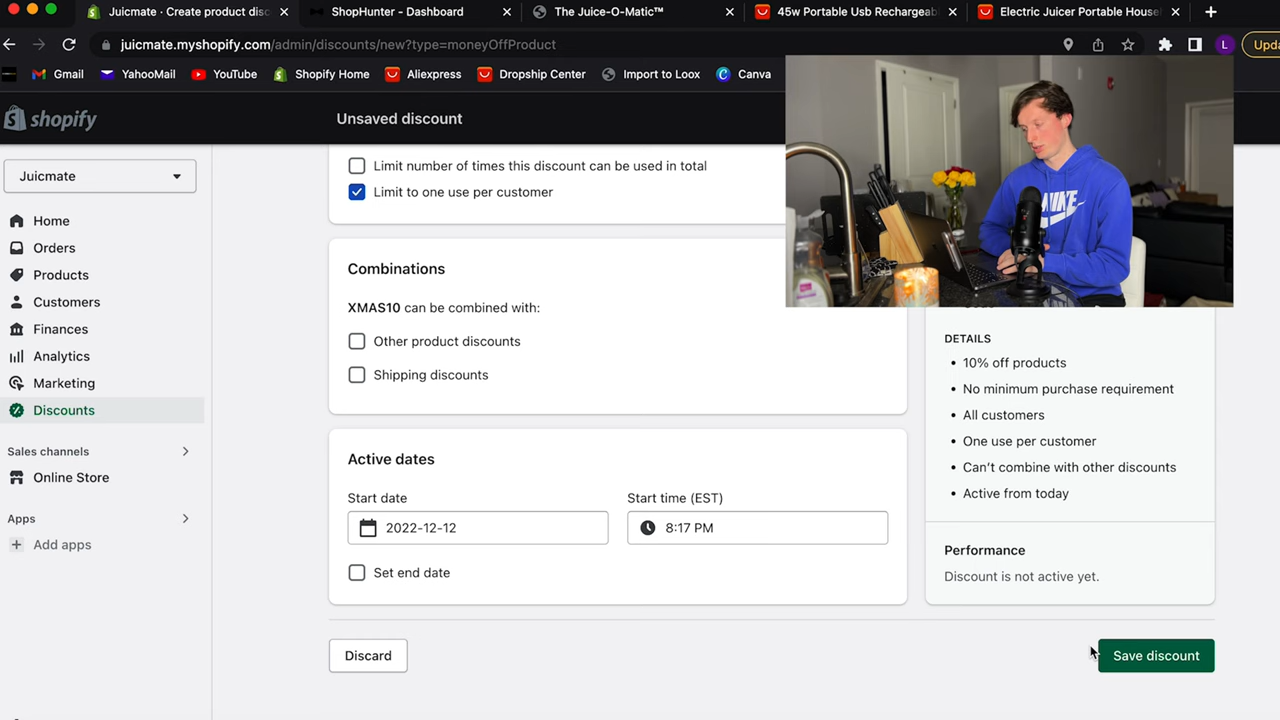 Juicmate · Create product disc
ShopHunter - Dashboard
The Juice-O-Matic™
45w Portable Usb Rechargeab
Electric Juicer Portable House
juicmate.myshopify.com/admin/discounts/new?type=moneyOffProduct
L
Upda
Gmail
YahooMail
YouTube
Shopify Home
Aliexpress
Dropship Center
Import to Loox
Canva
shopify
Unsaved discount
Juicmate
Home
Orders
Products
Customers
Finances
Analytics
Marketing
Discounts
Sales channels
Online Store
Apps
Add apps
Limit number of times this discount can be used in total
Limit to one use per customer
Combinations
XMAS10 can be combined with:
Other product discounts
Shipping discounts
Active dates
Start date
Start time (EST)
2022-12-12
8:17 PM
Set end date
NIKE
DETAILS
• 10% off products
• No minimum purchase requirement
• All customers
• One use per customer
• Can't combine with other discounts
• Active from today
Performance
Discount is not active yet.
Discard
Save discount